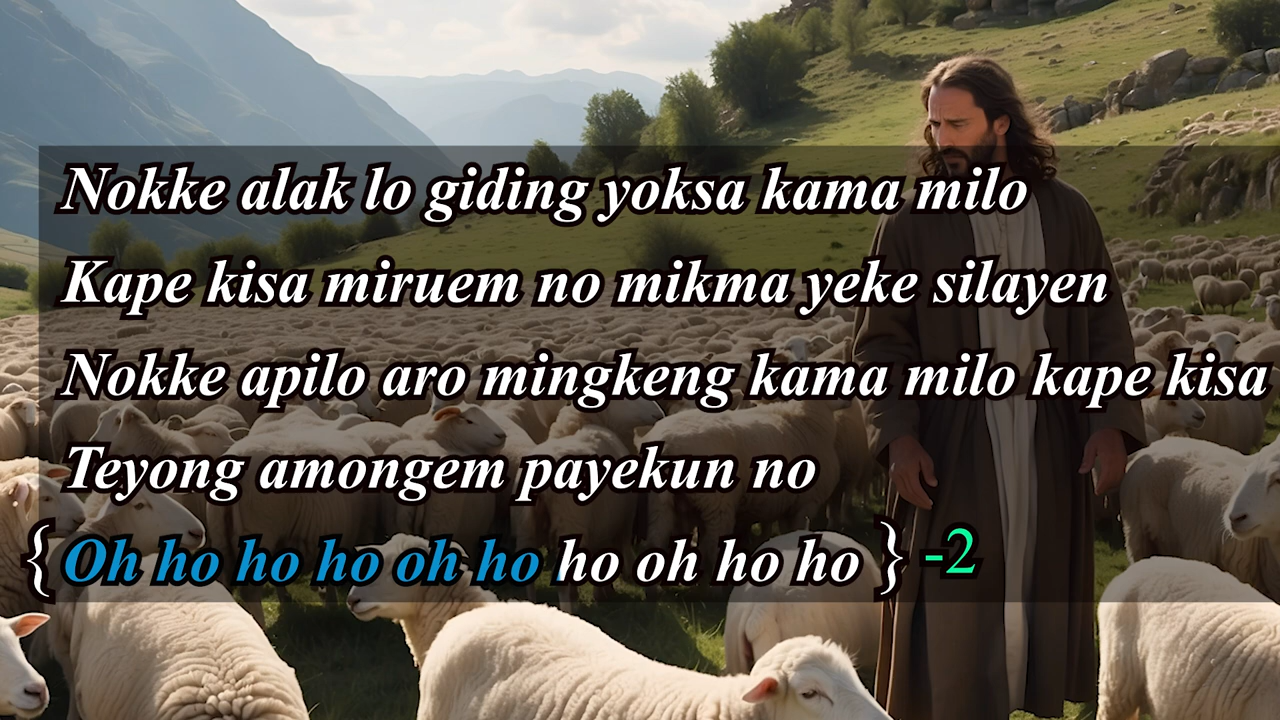 Nokke alak lo giding yoksa kama milo
Kape kisa miruem no mikma yeke silayen
Nokke apilo aro mingkeng kama milo kape kisa
Teyong amongem payekun no
{ Oh ho ho ho oh ho ho oh ho ho } -2